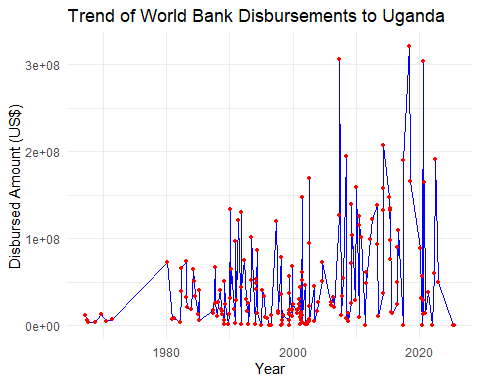 Trend of World Bank Disbursements to Uganda
Disbursed Amount (US$)
3e+08
2e+08
1e+08
0e+00
1980
2000
2020
Year